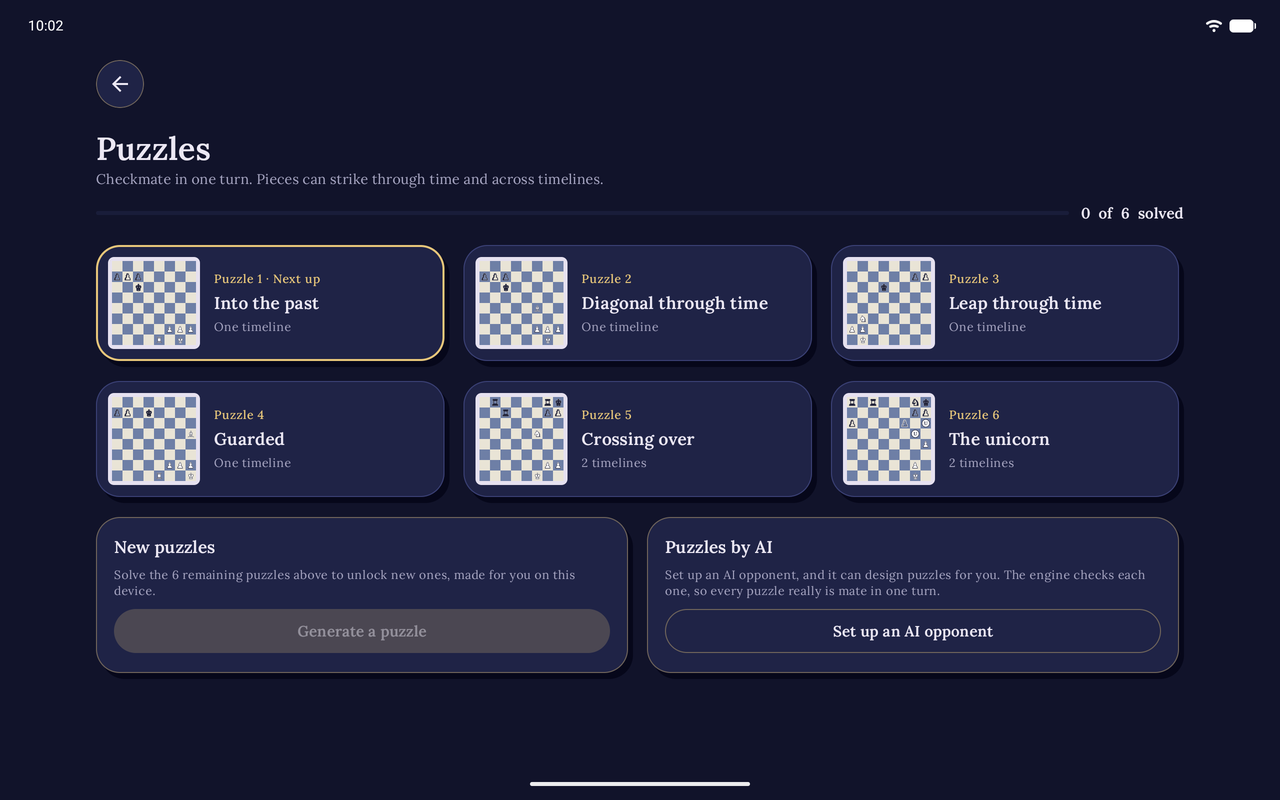 10:02
Puzzles
Checkmate in one turn. Pieces can strike through time and across timelines.
0 of 6 solved
Puzzle 1 · Next up
Into the past
One timeline
Puzzle 2
Diagonal through time
One timeline
Puzzle 3
Leap through time
One timeline
Puzzle 4
Guarded
One timeline
Puzzle 5
Crossing over
2 timelines
Puzzle 6
The unicorn
2 timelines
New puzzles
Solve the 6 remaining puzzles above to unlock new ones, made for you on this
device.
Generate a puzzle
Puzzles by AI
Set up an AI opponent, and it can design puzzles for you. The engine checks each
one, so every puzzle really is mate in one turn.
Set up an AI opponent